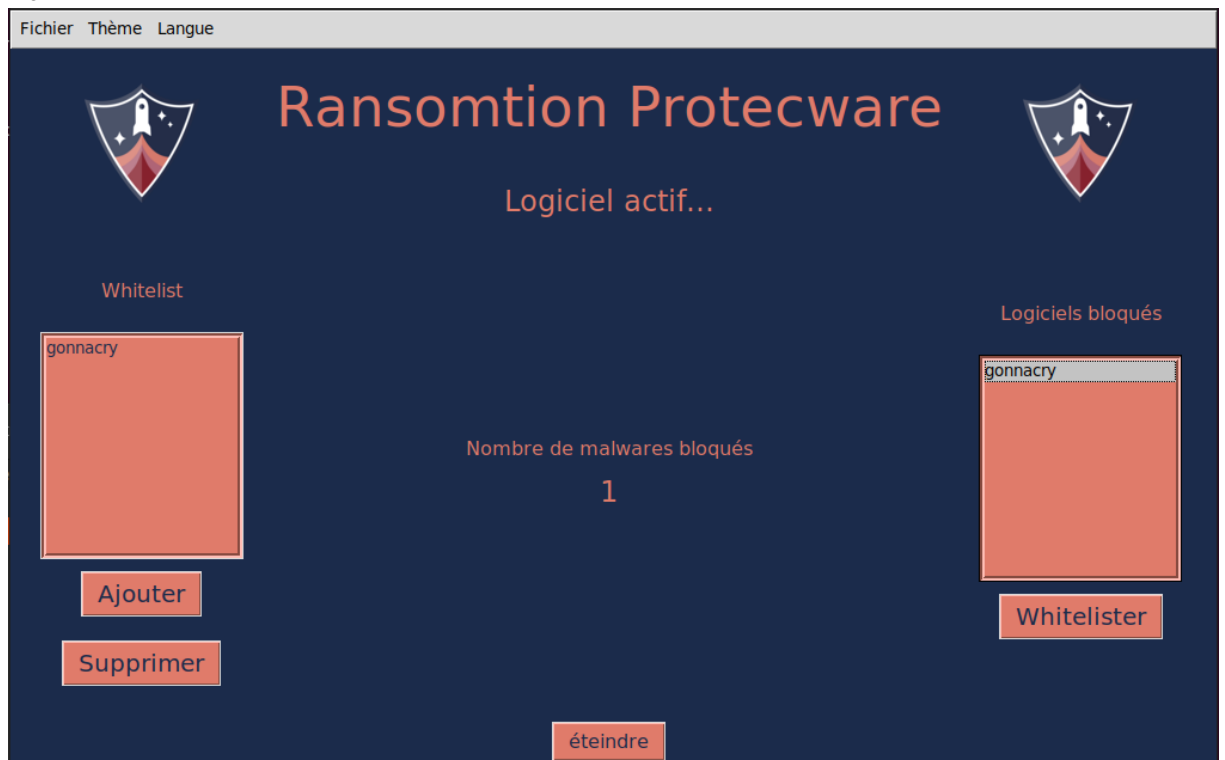 Fichier Thème Langue
Ransomtion Protecware
Logiciel actif...
Whitelist
gonnacry
Ajouter
Supprimer
Nombre de malwares bloqués
1
Logiciels bloqués
gonnacry
Whitelister
éteindre